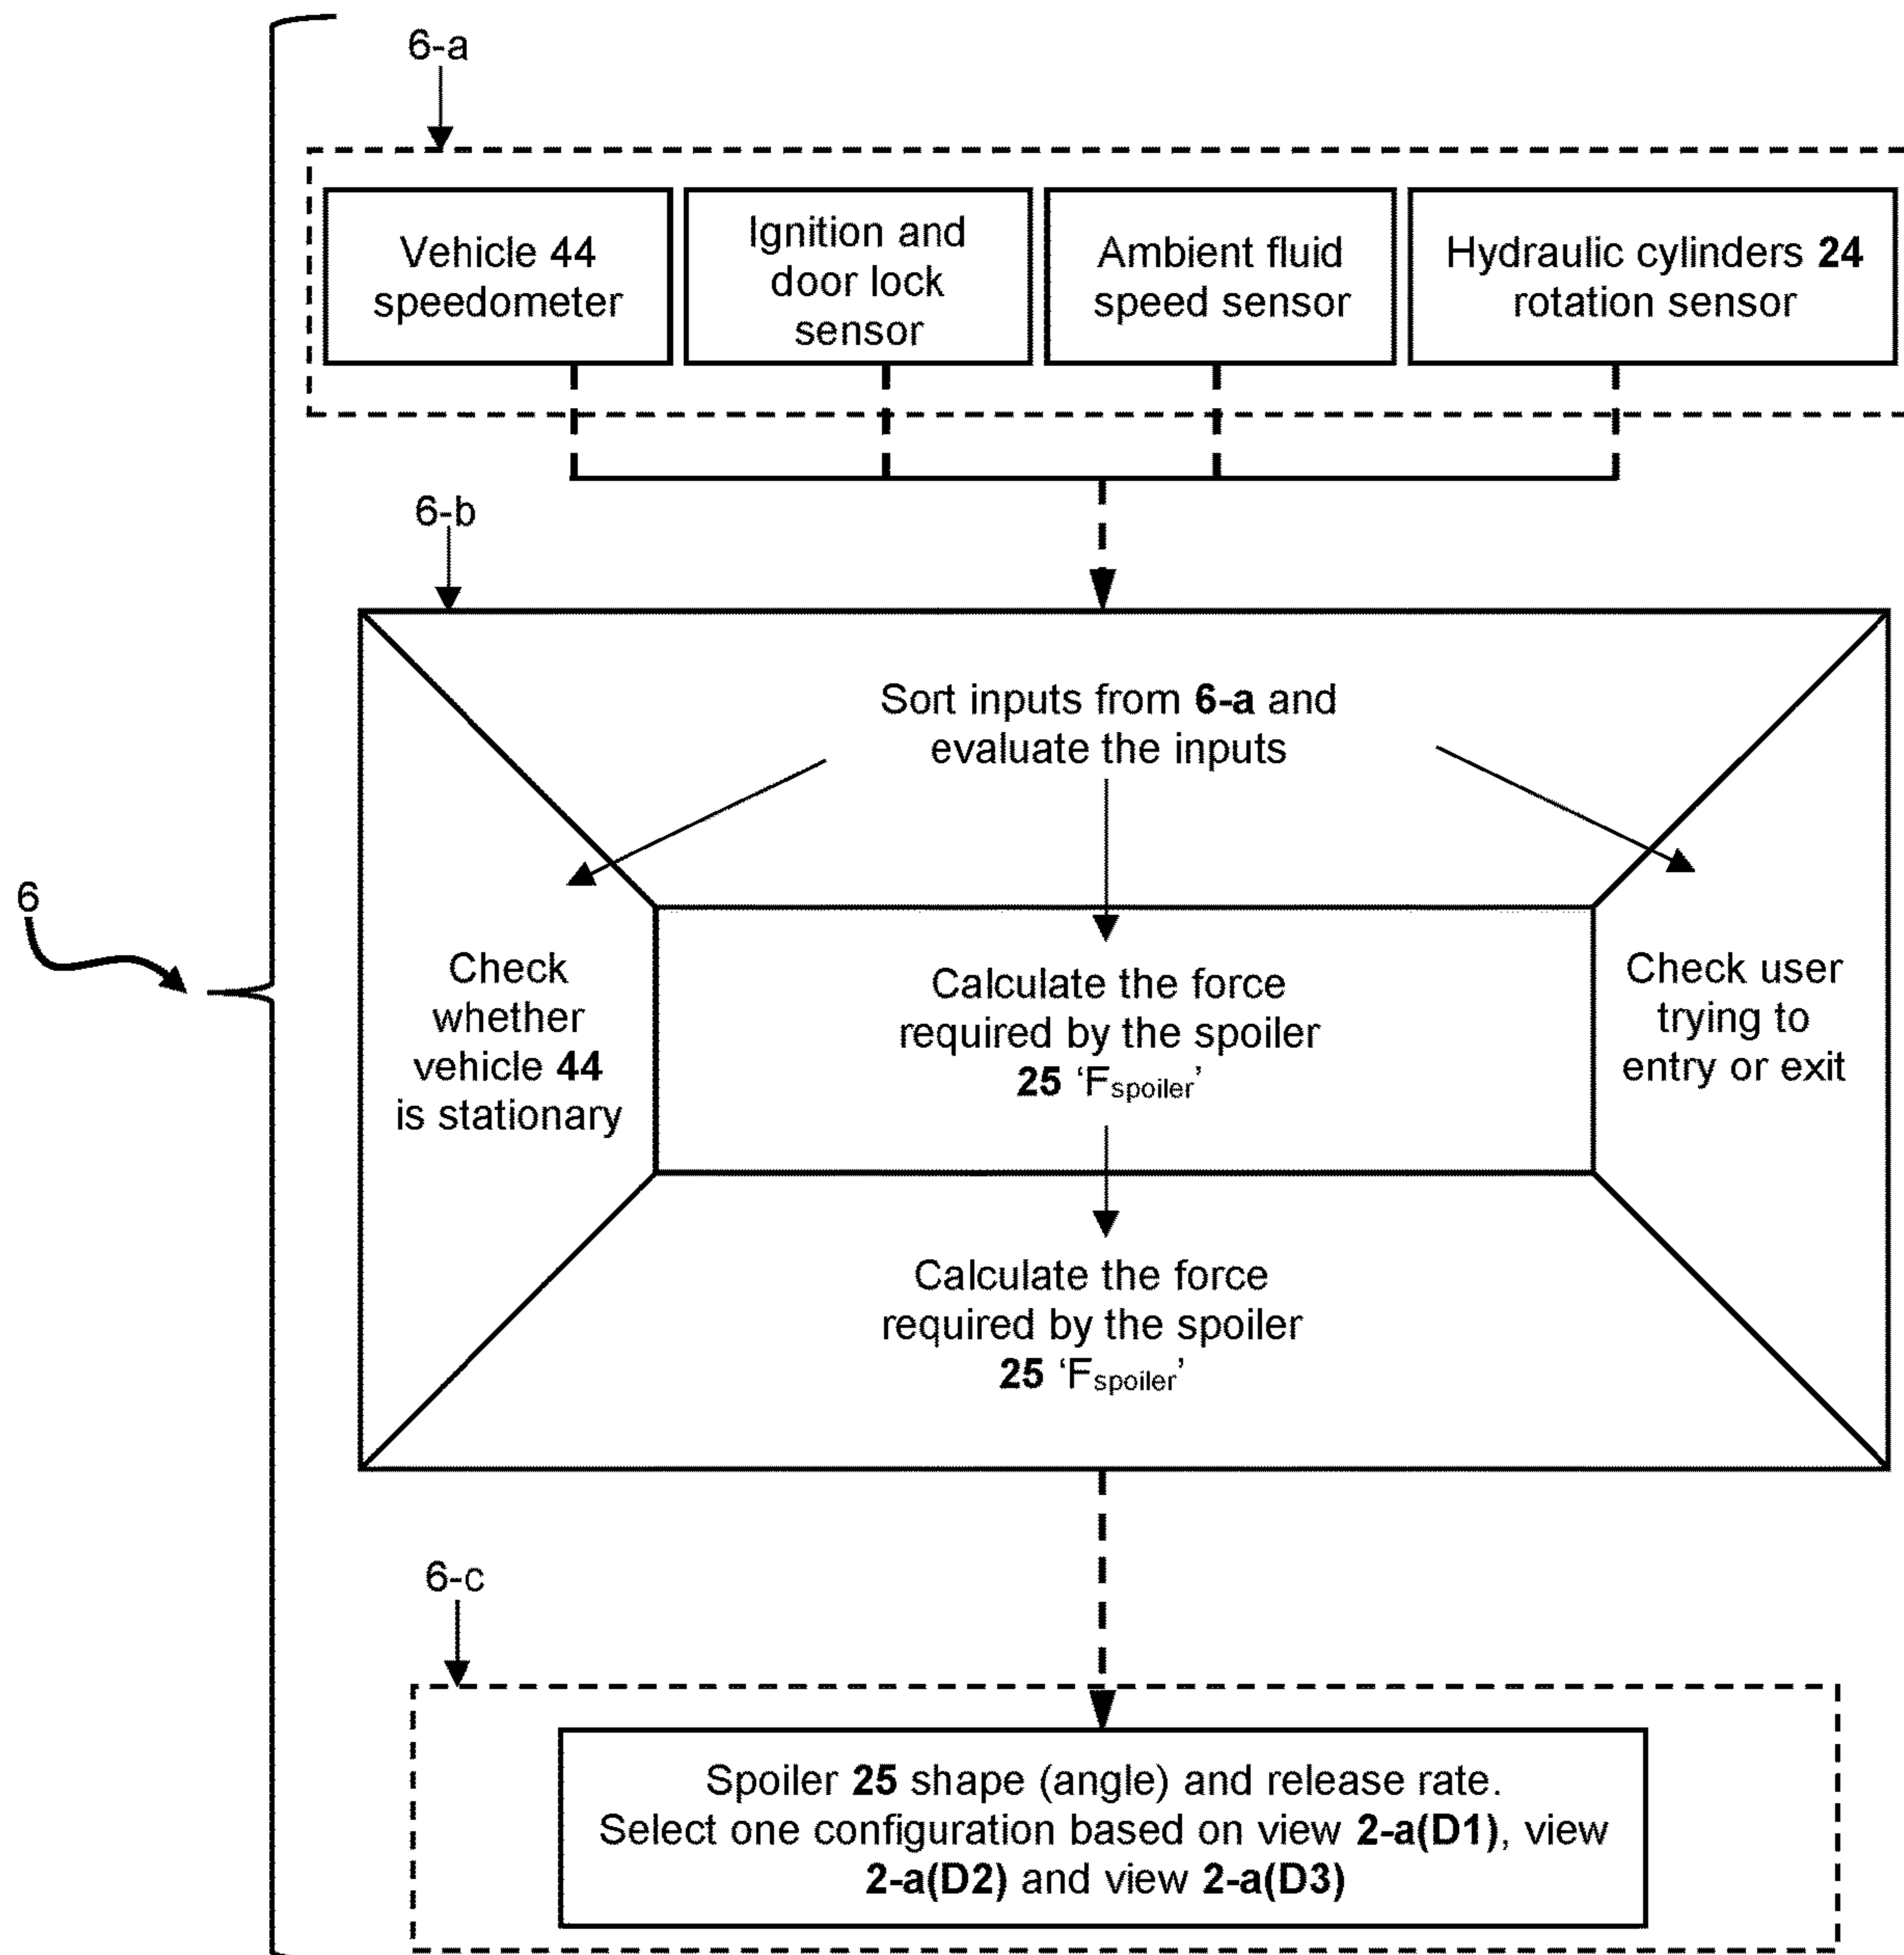 6-a
Vehicle 44
speedometer
Ignition and
door lock
sensor
Ambient fluid
speed sensor
Hydraulic cylinders 24
rotation sensor
6-b
Sort inputs from 6-a and
evaluate the inputs
6
Check
whether
vehicle 44
is stationary
Calculate the force
required by the spoiler
25 ‘Fspoiler’
Check user
trying to
entry or exit
Calculate the force
required by the spoiler
25 ‘Fspoiler’
6-c
Spoiler 25 shape (angle) and release rate.
Select one configuration based on view 2-a(D1), view
2-a(D2) and view 2-a(D3)